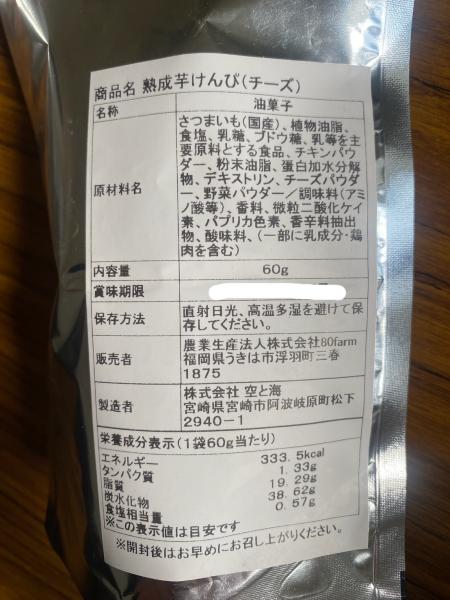 商品名 熟成芋けんぴ(チーズ)
名称 油菓子
原材料名 さつまいも(国産)、植物油脂、
食塩、乳糖、ブドウ糖、乳等を主
要原料とする食品、チキンパウ
ダー、粉末油脂、蛋白加水分解
物、デキストリン、チーズパウダ
ー、野菜パウダー/調味料(アミ
ノ酸等)、香料、微粒二酸化ケイ
素、パプリカ色素、香辛料抽出
物、酸味料、(一部に乳成分・鶏
肉を含む)
内容量 60g
賞味期限
保存方法 直射日光、高温多湿を避けて保
存してください。
販売者 農業生産法人株式会社80farm
福岡県うきは市浮羽町三春
1875
製造者 株式会社 空と海
宮崎県宮崎市阿波岐原町松下
2940-1
栄養成分表示(1袋60g当たり)
エネルギー 333.5kcal
タンパク質 1.33g
脂質 19.29g
炭水化物 38.62g
食塩相当量 0.57g
※この表示値は目安です
※開封後はお早めにお召し上がりください。